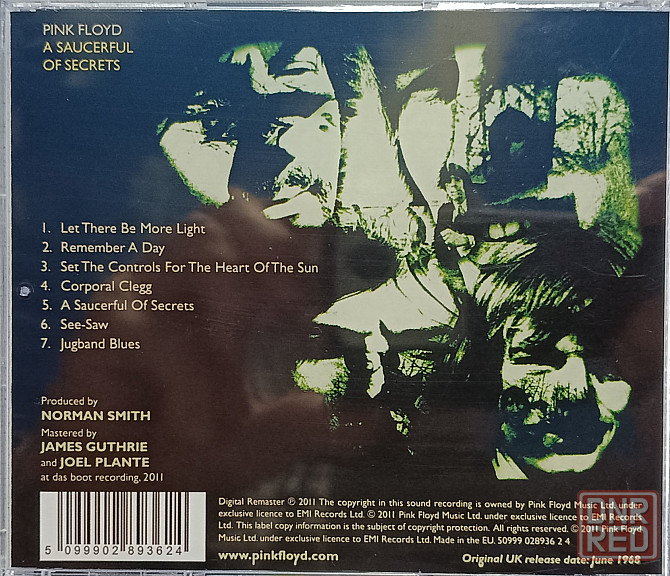 PINK FLOYD
A SAUCERFUL
OF SECRETS
1. Let There Be More Light
2. Remember A Day
3. Set The Controls For The Heart Of The Sun
4. Corporal Clegg
5. A Saucerful Of Secrets
6. See-Saw
7. Jugband Blues
Produced by
NORMAN SMITH
Mastered by
JAMES GUTHRIE
and JOEL PLANTE
at das boot recording, 2011
Digital Remaster ℗ 2011 The copyright in this sound recording is owned by Pink Floyd Music Ltd. under
exclusive licence to EMI Records Ltd. © 2011 Pink Floyd Music Ltd. under exclusive licence to EMI Records
Ltd. This label copy information is the subject of copyright protection. All rights reserved. © 2011 Pink Floyd
Music Ltd. under exclusive licence to EMI Records Ltd. Made in the EU. 50999 028936 2 4
www.pinkfloyd.com
Original UK release date: June 1968
5 099902 893624
RNR
RED